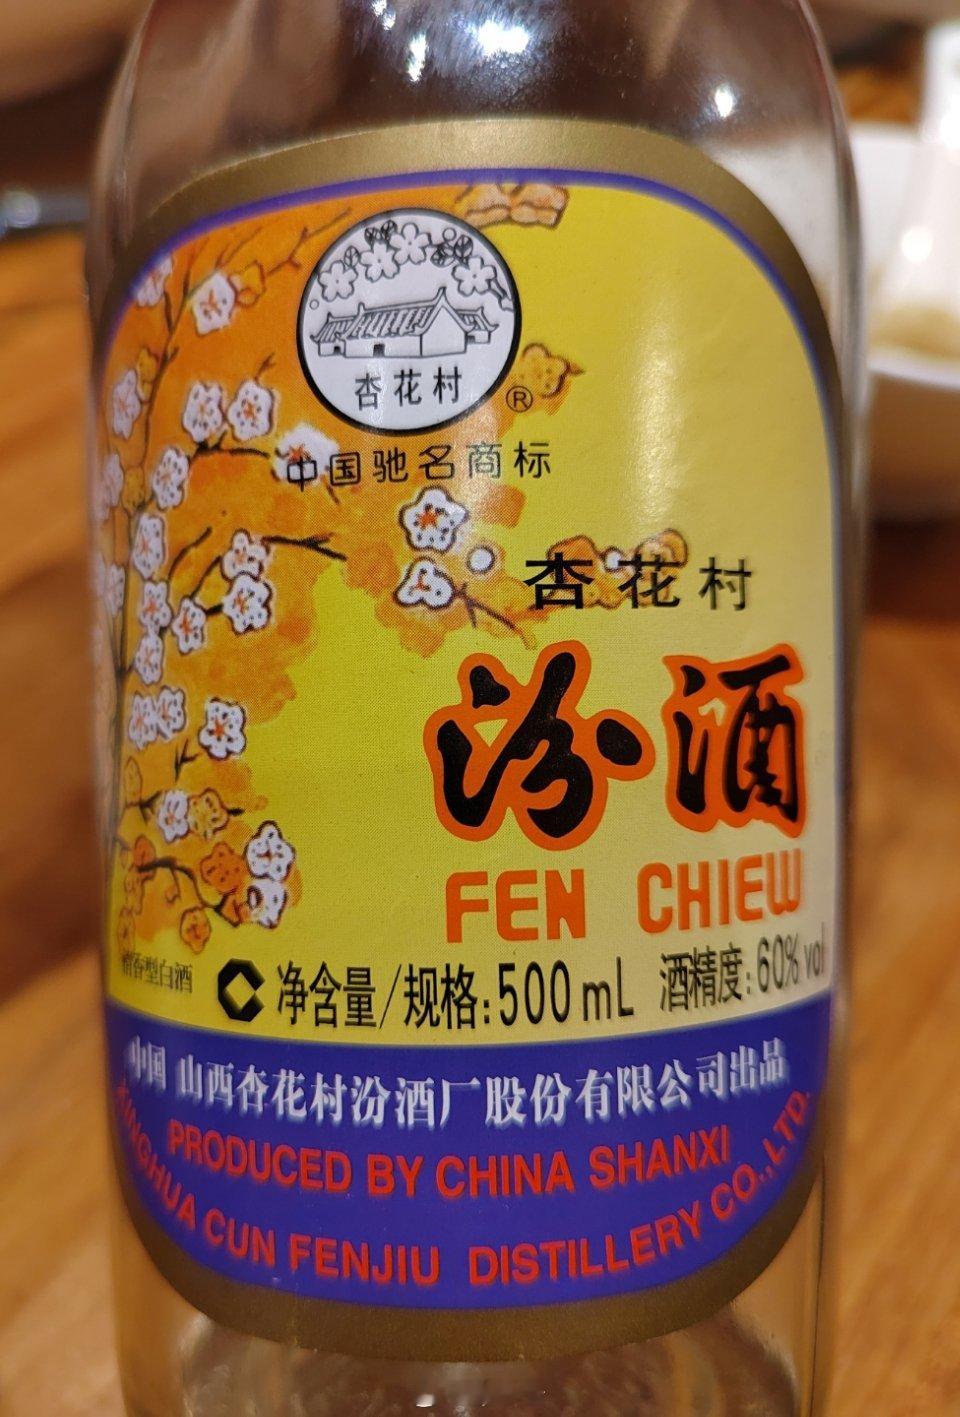 杏花村
®
中国驰名商标
杏花村
汾酒
FEN CHIEW
清香型白酒
净含量/规格:500mL 酒精度:60%vol
中国 山西杏花村汾酒厂股份有限公司出品
PRODUCED BY CHINA SHANXI
XINGHUA CUN FENJIU DISTILLERY CO.,LTD.